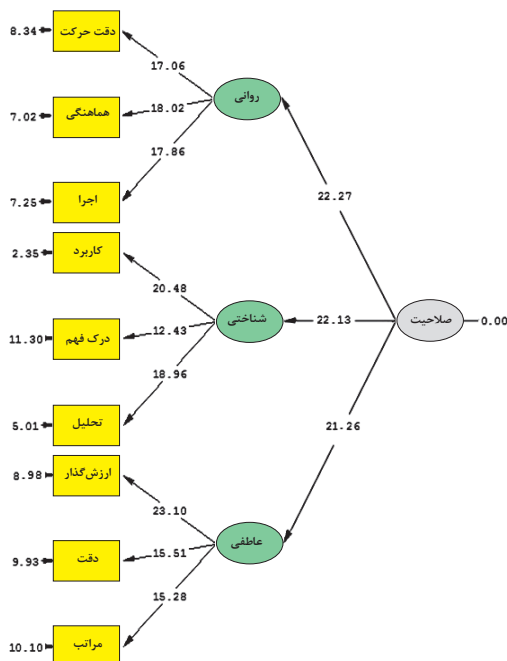 8.34 دقت حرکت
17.06
روانی
7.02 هماهنگی
18.02
17.86
7.25 اجرا
22.27
2.35 کاربرد
20.48
شناختی
22.13
صلاحیت
0.00
11.30 درک فهم
12.43
18.96
5.01 تحلیل
21.26
8.98 ارزش‌گذار
23.10
عاطفی
9.93 دقت
15.51
15.28
10.10 مراتب